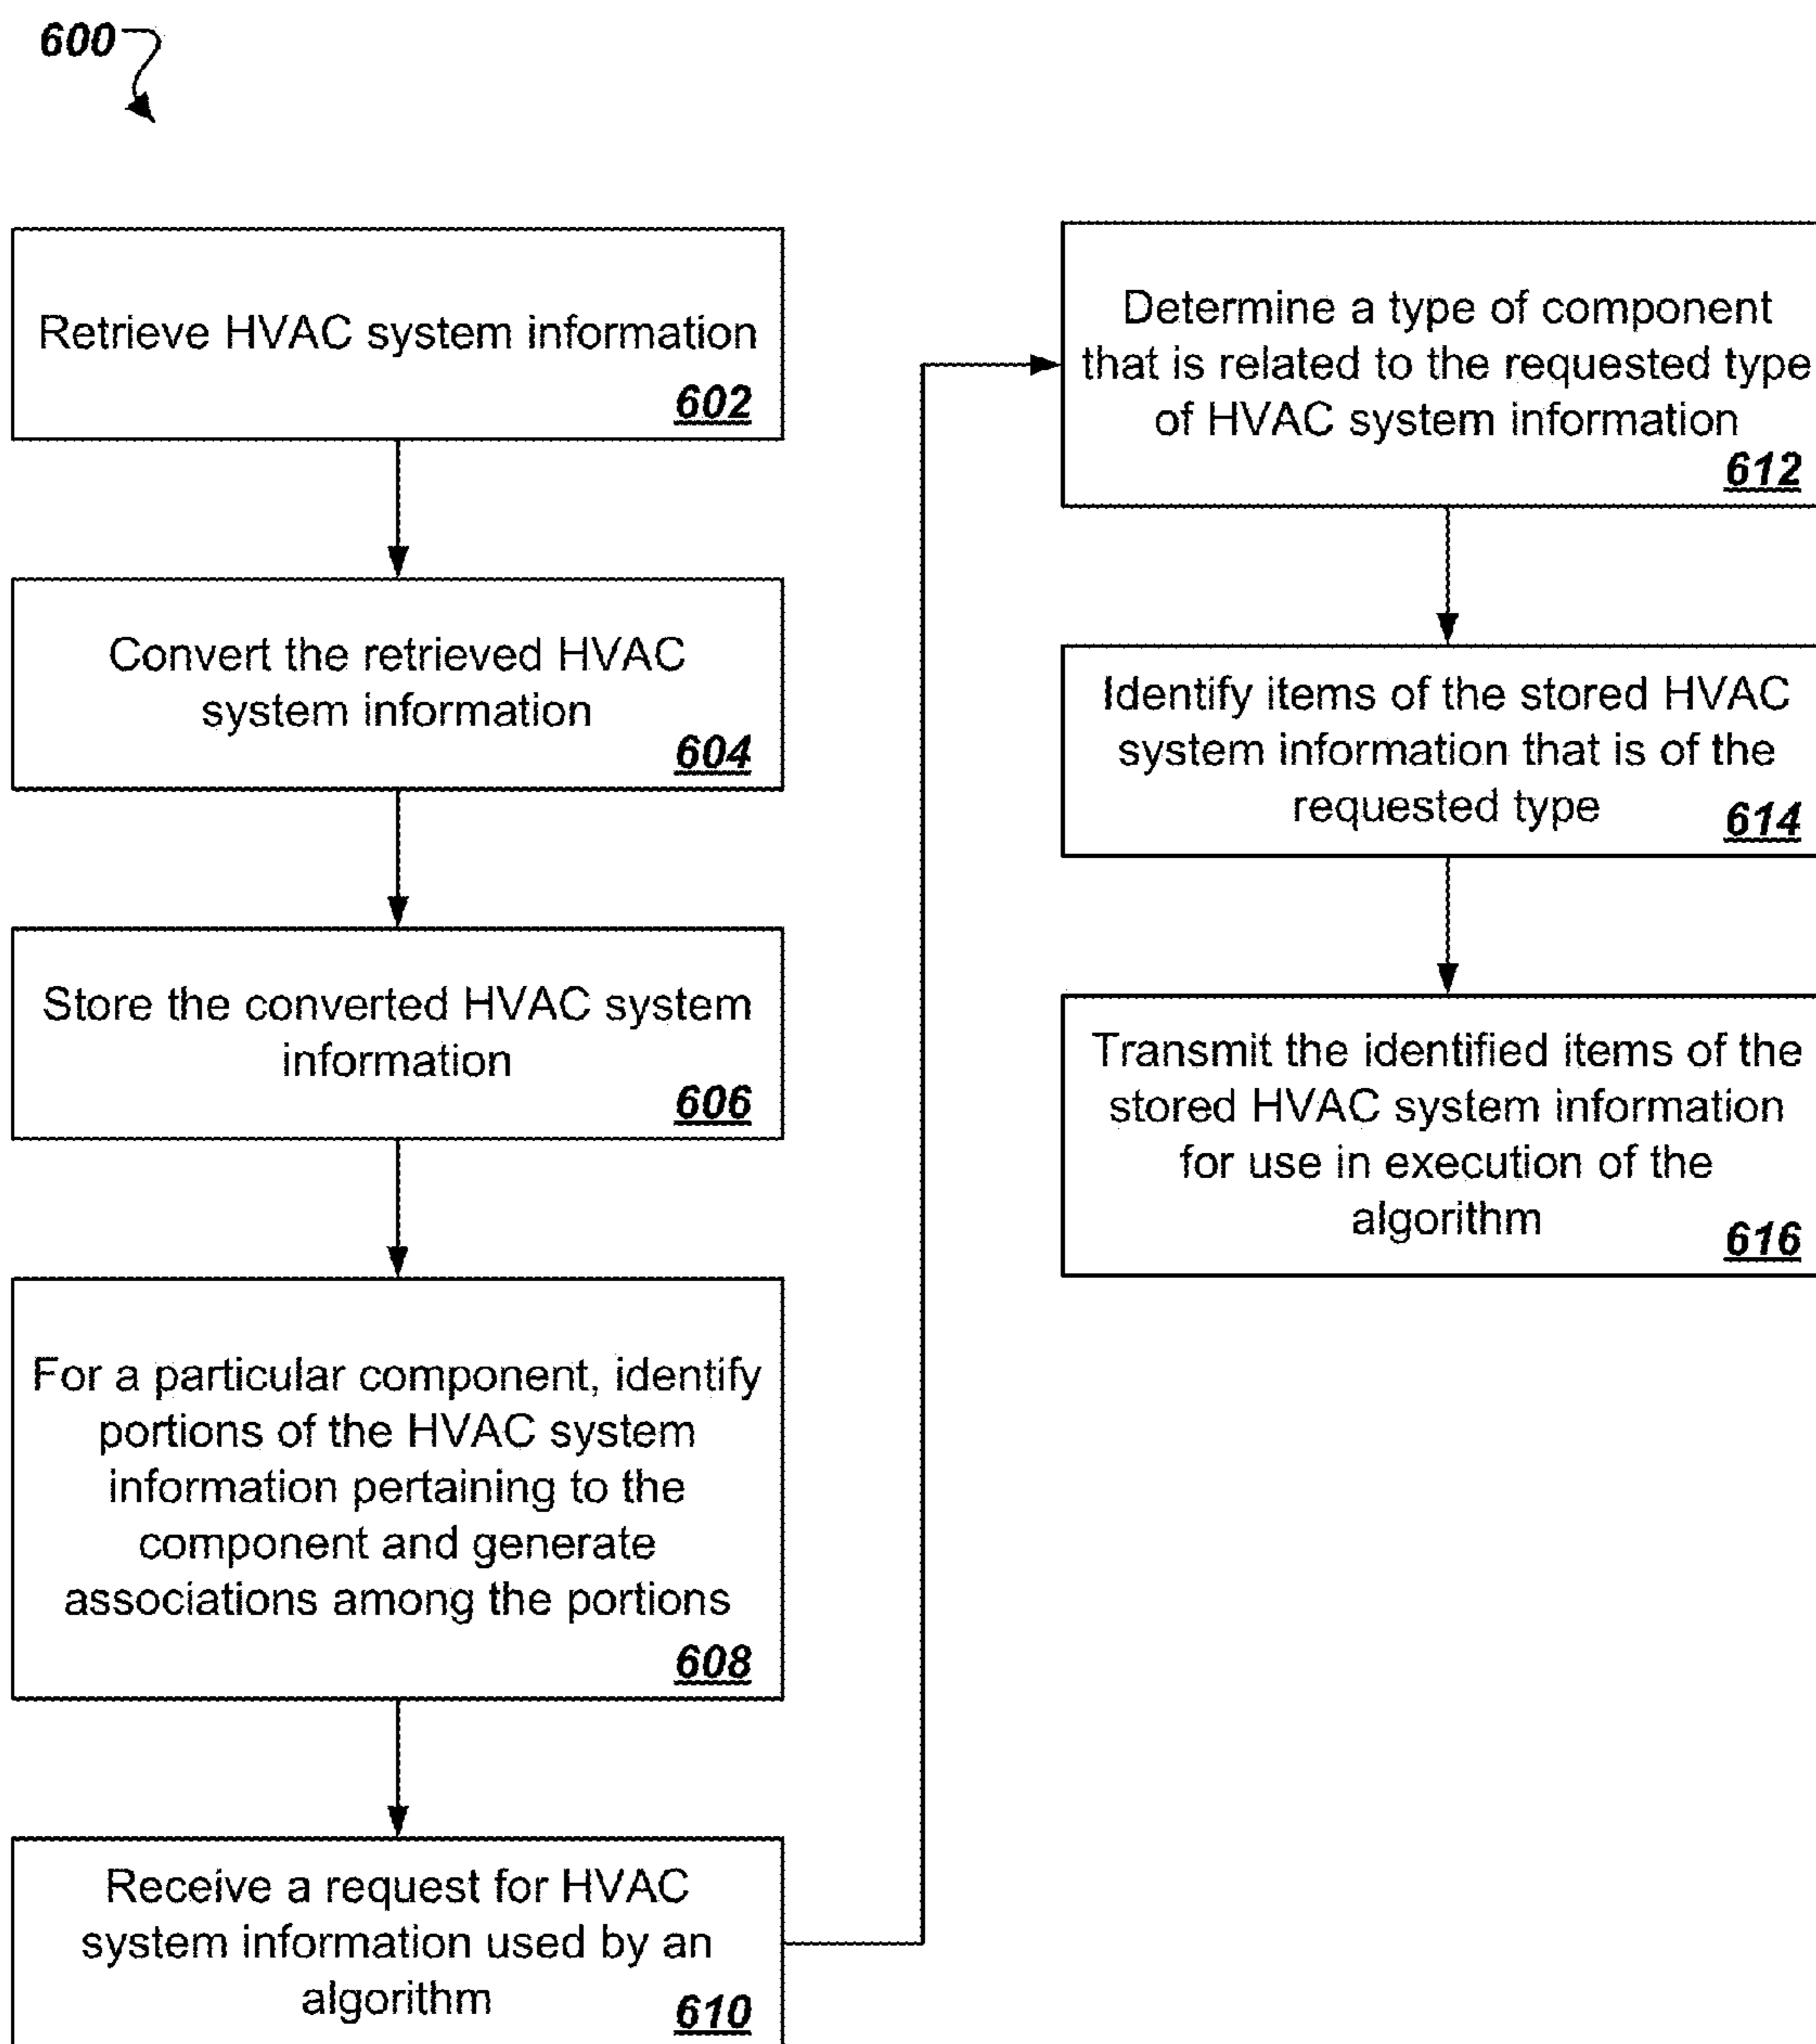 600
Retrieve HVAC system information
602
Convert the retrieved HVAC
system information
604
Store the converted HVAC system
information
606
For a particular component, identify
portions of the HVAC system
information pertaining to the
component and generate
associations among the portions
608
Receive a request for HVAC
system information used by an
algorithm
610
Determine a type of component
that is related to the requested type
of HVAC system information
612
Identify items of the stored HVAC
system information that is of the
requested type
614
Transmit the identified items of the
stored HVAC system information
for use in execution of the
algorithm
616